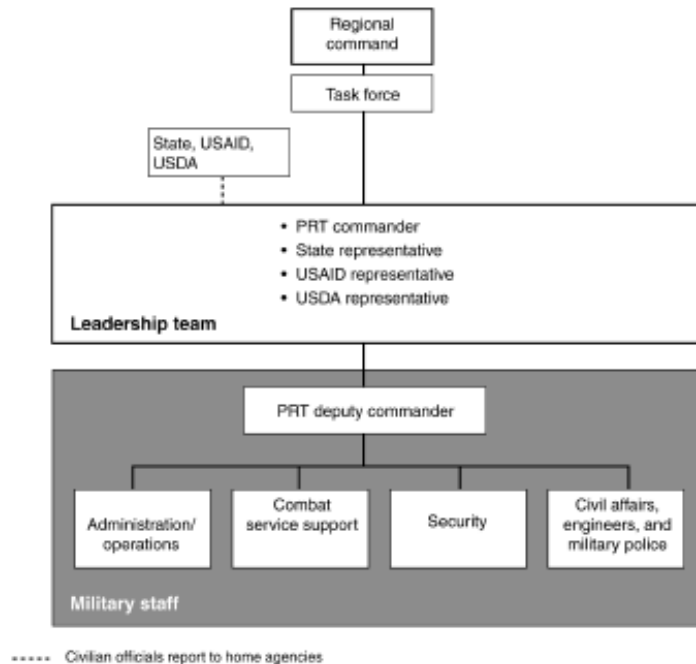 Regional
command
Task force
State, USAID,
USDA
• PRT commander
• State representative
• USAID representative
• USDA representative
Leadership team
PRT deputy commander
Administration/
operations
Combat
service support
Security
Civil affairs,
engineers, and
military police
Military staff
Civilian officials report to home agencies